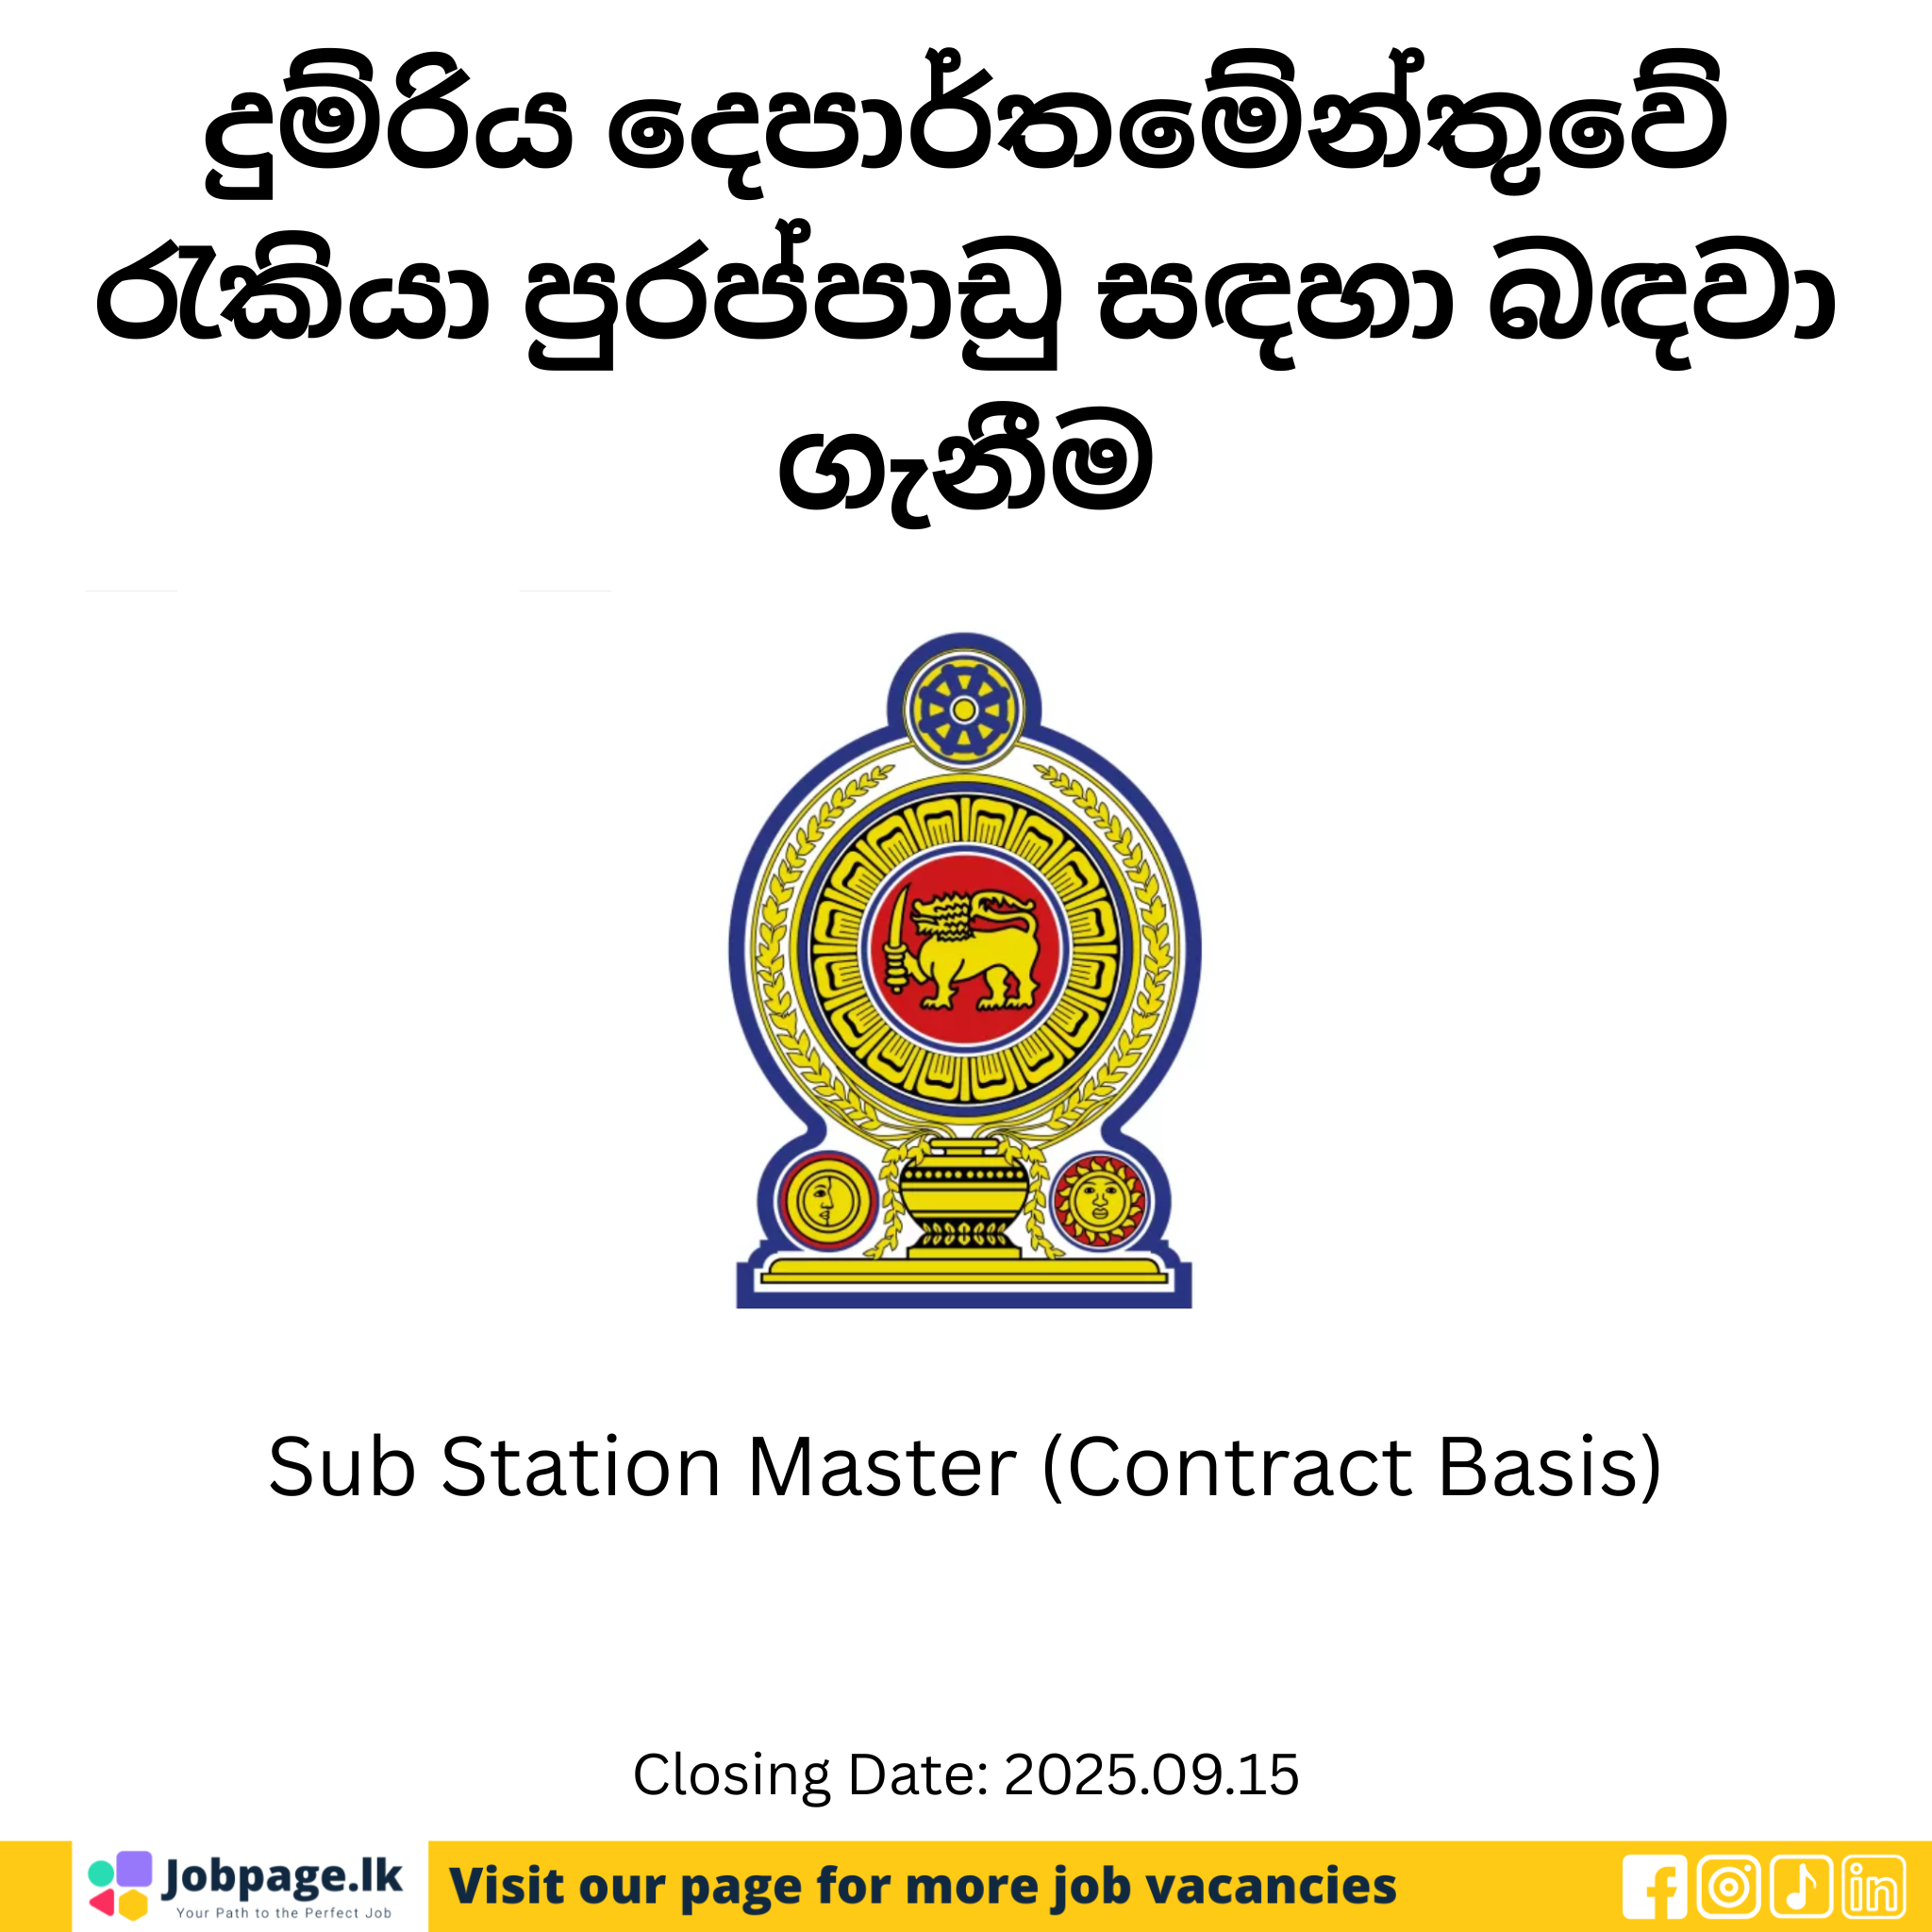 දුම්රිය දෙපාර්තමේන්තුවේ
රැකියා පුරප්පාඩු සඳහා බඳවා
ගැනීම
Sub Station Master (Contract Basis)
Closing Date: 2025.09.15
Jobpage.lk
Your Path to the Perfect Job
Visit our page for more job vacancies